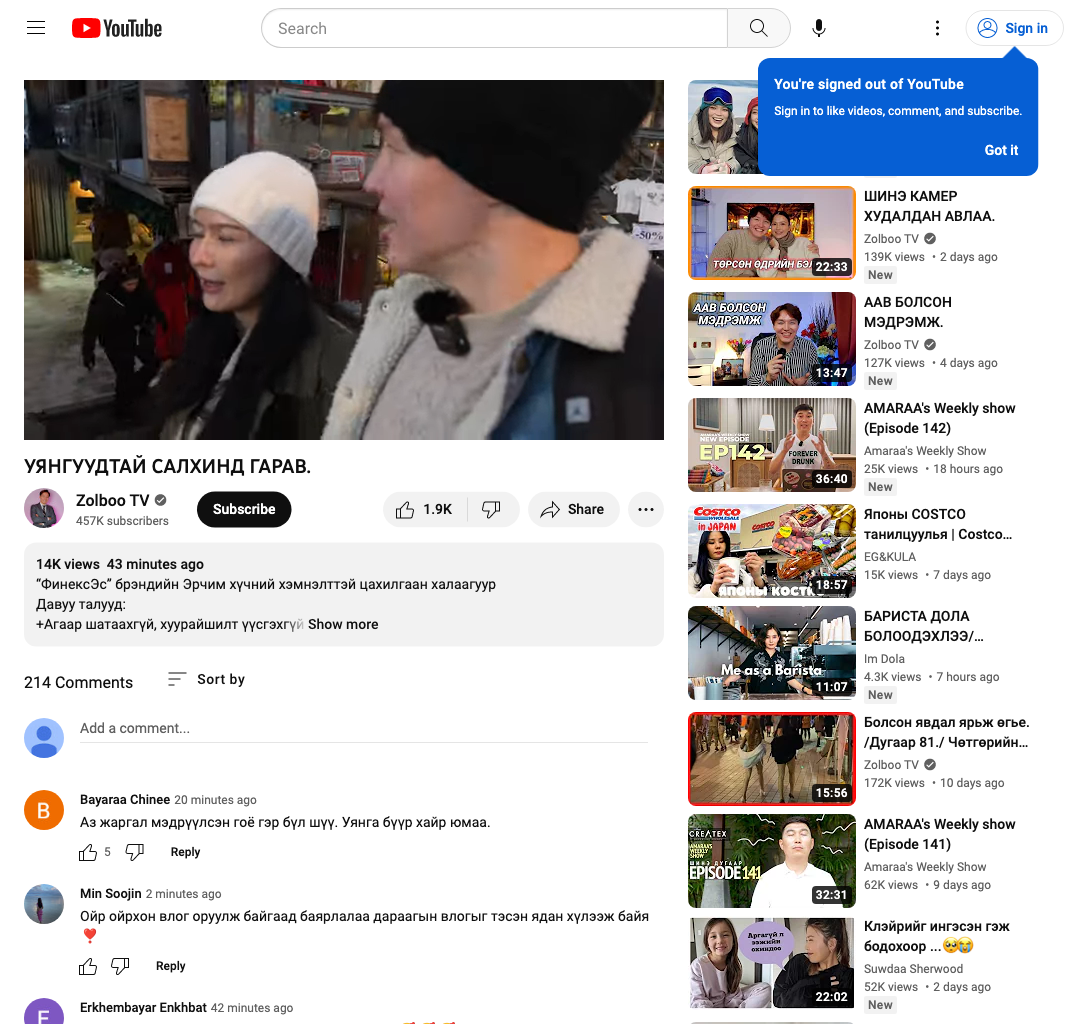 YouTube
Search
Sign in
You're signed out of YouTube
Sign in to like videos, comment, and subscribe.
Got it
-50%
УЯНГУУДТАЙ САЛХИНД ГАРАВ.
Zolboo TV
457K subscribers
Subscribe
1.9K
Share
14K views 43 minutes ago
“ФинексЭс” брэндийн Эрчим хүчний хэмнэлттэй цахилгаан халаагуур
Давуу талууд:
+Агаар шатаахгүй, хуурайшилт үүсгэхгүй Show more
214 Comments
Sort by
Add a comment...
B
Bayaraa Chinee 20 minutes ago
Аз жаргал мэдрүүлсэн гоё гэр бүл шүү. Уянга бүүр хайр юмаа.
5
Reply
Min Soojin 2 minutes ago
Ойр ойрхон влог оруулж байгаад баярлалаа дараагын влогыг тэсэн ядан хүлээж байя
❣️
Reply
E
Erkhembayar Enkhbat 42 minutes ago
ТӨРСӨН ӨДРИЙН БЭЛ
22:33
ШИНЭ КАМЕР
ХУДАЛДАН АВЛАА.
Zolboo TV
139K views • 2 days ago
New
ААВ БОЛСОН
МЭДРЭМЖ
13:47
ААВ БОЛСОН
МЭДРЭМЖ.
Zolboo TV
127K views • 4 days ago
New
AMARAA'S WEEKLY SHOW
NEW EPISODE
EP142
FOREVER
DRUNK
36:40
AMARAA's Weekly show
(Episode 142)
Amaraa's Weekly Show
25K views • 18 hours ago
New
COSTCO
WHOLESALE
in JAPAN
COSTCO
ЯПОНЫ КОСТКО
18:57
Японы COSTCO
танилцуулья | Costco…
EG&KULA
15K views • 7 days ago
Me as a Barista
11:07
БАРИСТА ДОЛА
БОЛООДЭХЛЭЭ/…
Im Dola
4.3K views • 7 hours ago
New
15:56
Болсон явдал ярьж өгье.
/Дугаар 81./ Чөтгөрийн…
Zolboo TV
172K views • 10 days ago
CREATEX
AMARAA'S
WEEKLY
SHOW
ШИНЭ ДУГААР
EPISODE 141
32:31
AMARAA's Weekly show
(Episode 141)
Amaraa's Weekly Show
62K views • 9 days ago
Аргагүй л
ээжийн
охиндоо
22:02
Клэйрийг ингэсэн гэж
бодохоор ...🥺😭
Suwdaa Sherwood
52K views • 2 days ago
New